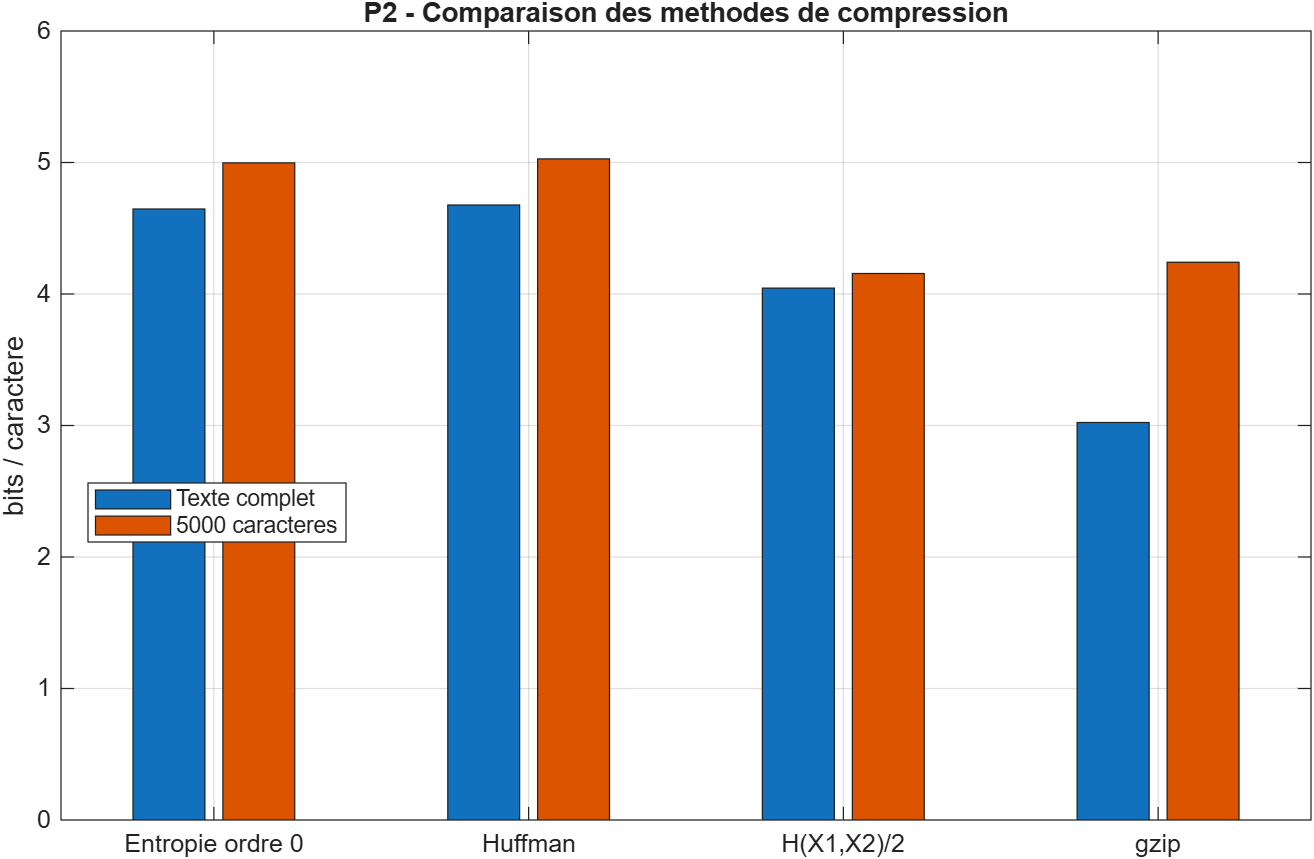 P2 - Comparaison des methodes de compression
6
5
4
3
2
1
0
bits / caractere
Texte complet
5000 caracteres
Entropie ordre 0
Huffman
H(X1,X2)/2
gzip